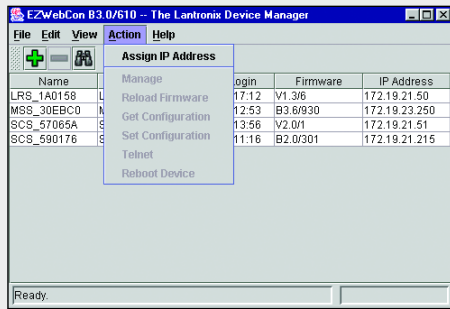 EZWebCon B3.0/610 -- The Lantronix Device Manager
File Edit View Action Help
Assign IP Address
Manage
Reload Firmware
Get Configuration
Set Configuration
Telnet
Reboot Device
Name ogin Firmware IP Address
LRS_1A0158 L 17:12 V1.3/6 172.19.21.50
MSS_30EBC0 M 12:53 B3.6/930 172.19.23.250
SCS_57065A S 13:56 V2.0/1 172.19.21.51
SCS_590176 S 11:16 B2.0/301 172.19.21.215
Ready.